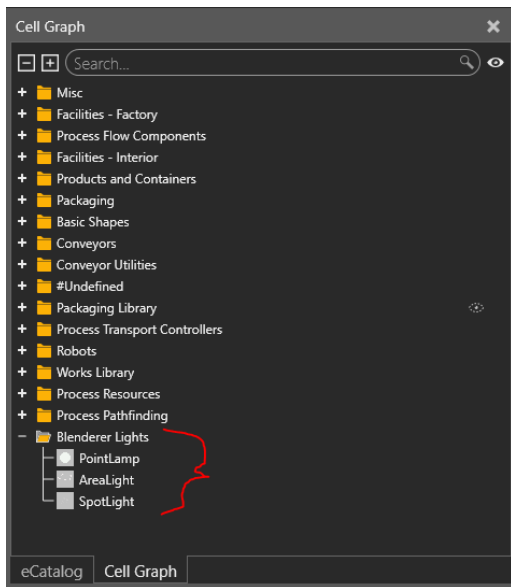 Cell Graph
Search...
Misc
Facilities - Factory
Process Flow Components
Facilities - Interior
Products and Containers
Packaging
Basic Shapes
Conveyors
Conveyor Utilities
#Undefined
Packaging Library
Process Transport Controllers
Robots
Works Library
Process Resources
Process Pathfinding
Blenderer Lights
PointLamp
AreaLight
SpotLight
eCatalog Cell Graph